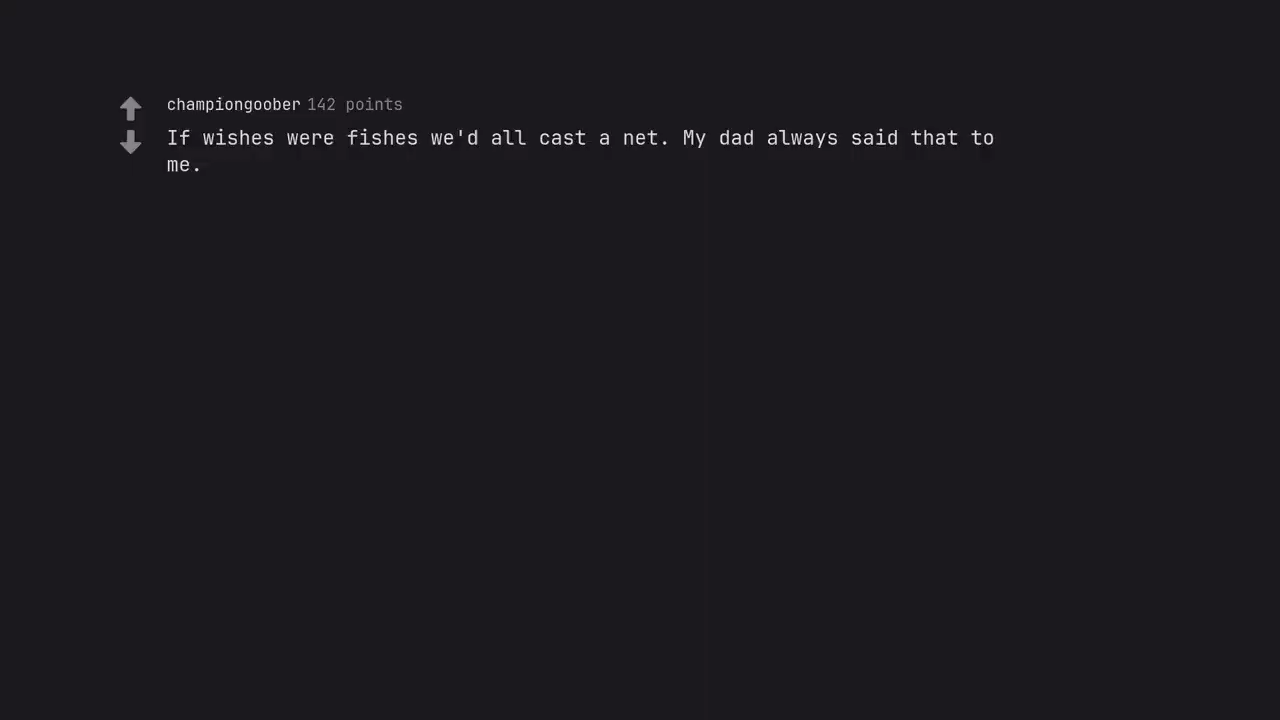 championgoober 142 points
If wishes were fishes we'd all cast a net. My dad always said that to
me.